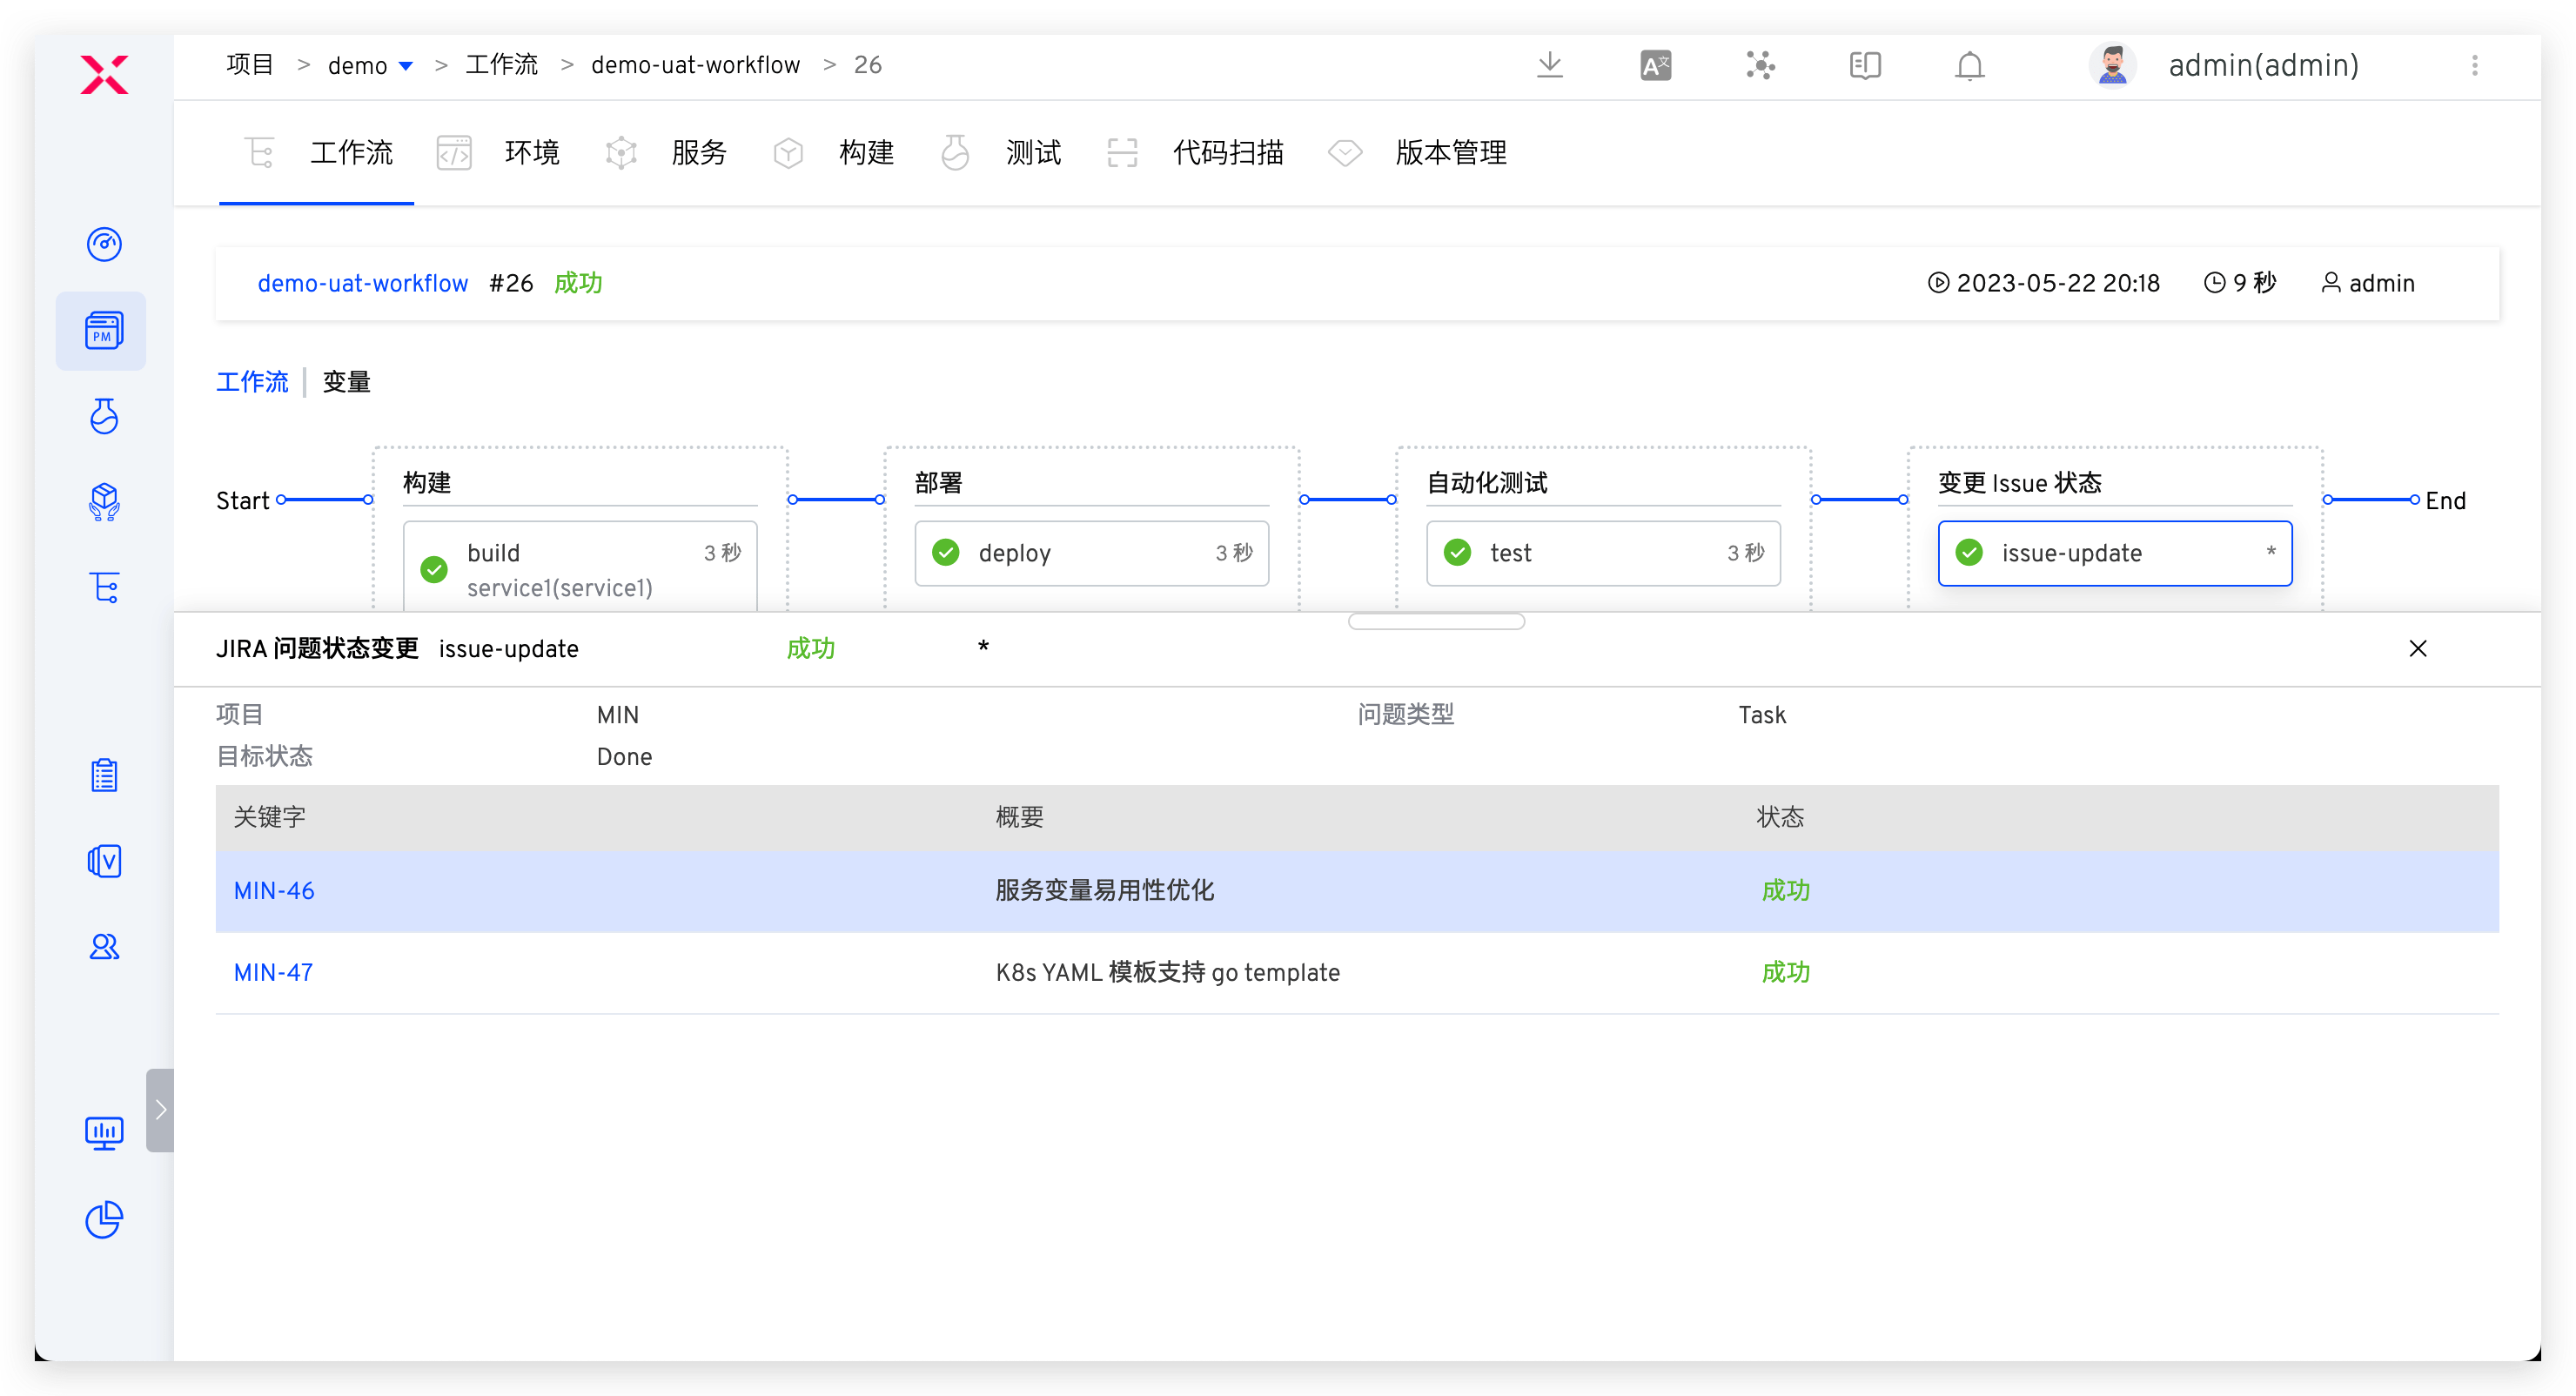 项目 > demo > 工作流 > demo-uat-workflow > 26
admin(admin)
工作流 环境 服务 构建 测试 代码扫描 版本管理
PM
demo-uat-workflow #26 成功 2023-05-22 20:18 9 秒 admin
工作流 | 变量
Start 构建 部署 自动化测试 变更 Issue 状态 End
build 3 秒 deploy 3 秒 test 3 秒 issue-update *
service1(service1)
JIRA 问题状态变更 issue-update 成功 *
项目 MIN 问题类型 Task
目标状态 Done
关键字 概要 状态
MIN-46 服务变量易用性优化 成功
MIN-47 K8s YAML 模板支持 go template 成功